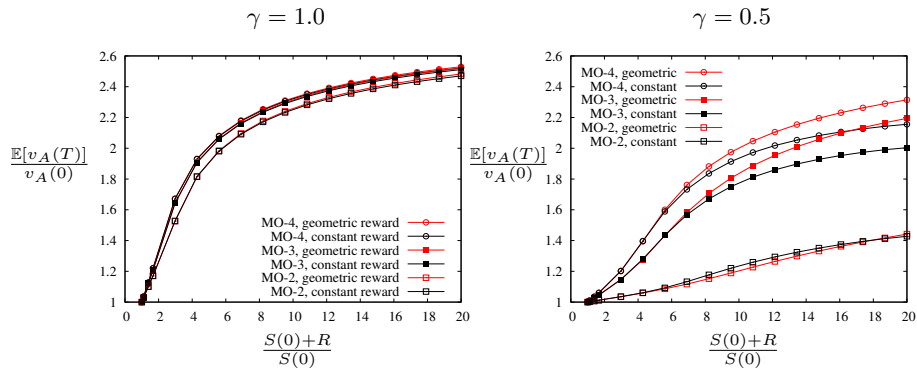 γ = 1.0
E[v_A(T)]
v_A(0)
2.6
2.4
2.2
2
1.8
1.6
1.4
1.2
1
MO-4, geometric reward
MO-4, constant reward
MO-3, geometric reward
MO-3, constant reward
MO-2, geometric reward
MO-2, constant reward
0 2 4 6 8 10 12 14 16 18 20
S(0)+R
S(0)
γ = 0.5
E[v_A(T)]
v_A(0)
2.6
2.4
2.2
2
1.8
1.6
1.4
1.2
1
MO-4, geometric
MO-4, constant
MO-3, geometric
MO-3, constant
MO-2, geometric
MO-2, constant
0 2 4 6 8 10 12 14 16 18 20
S(0)+R
S(0)